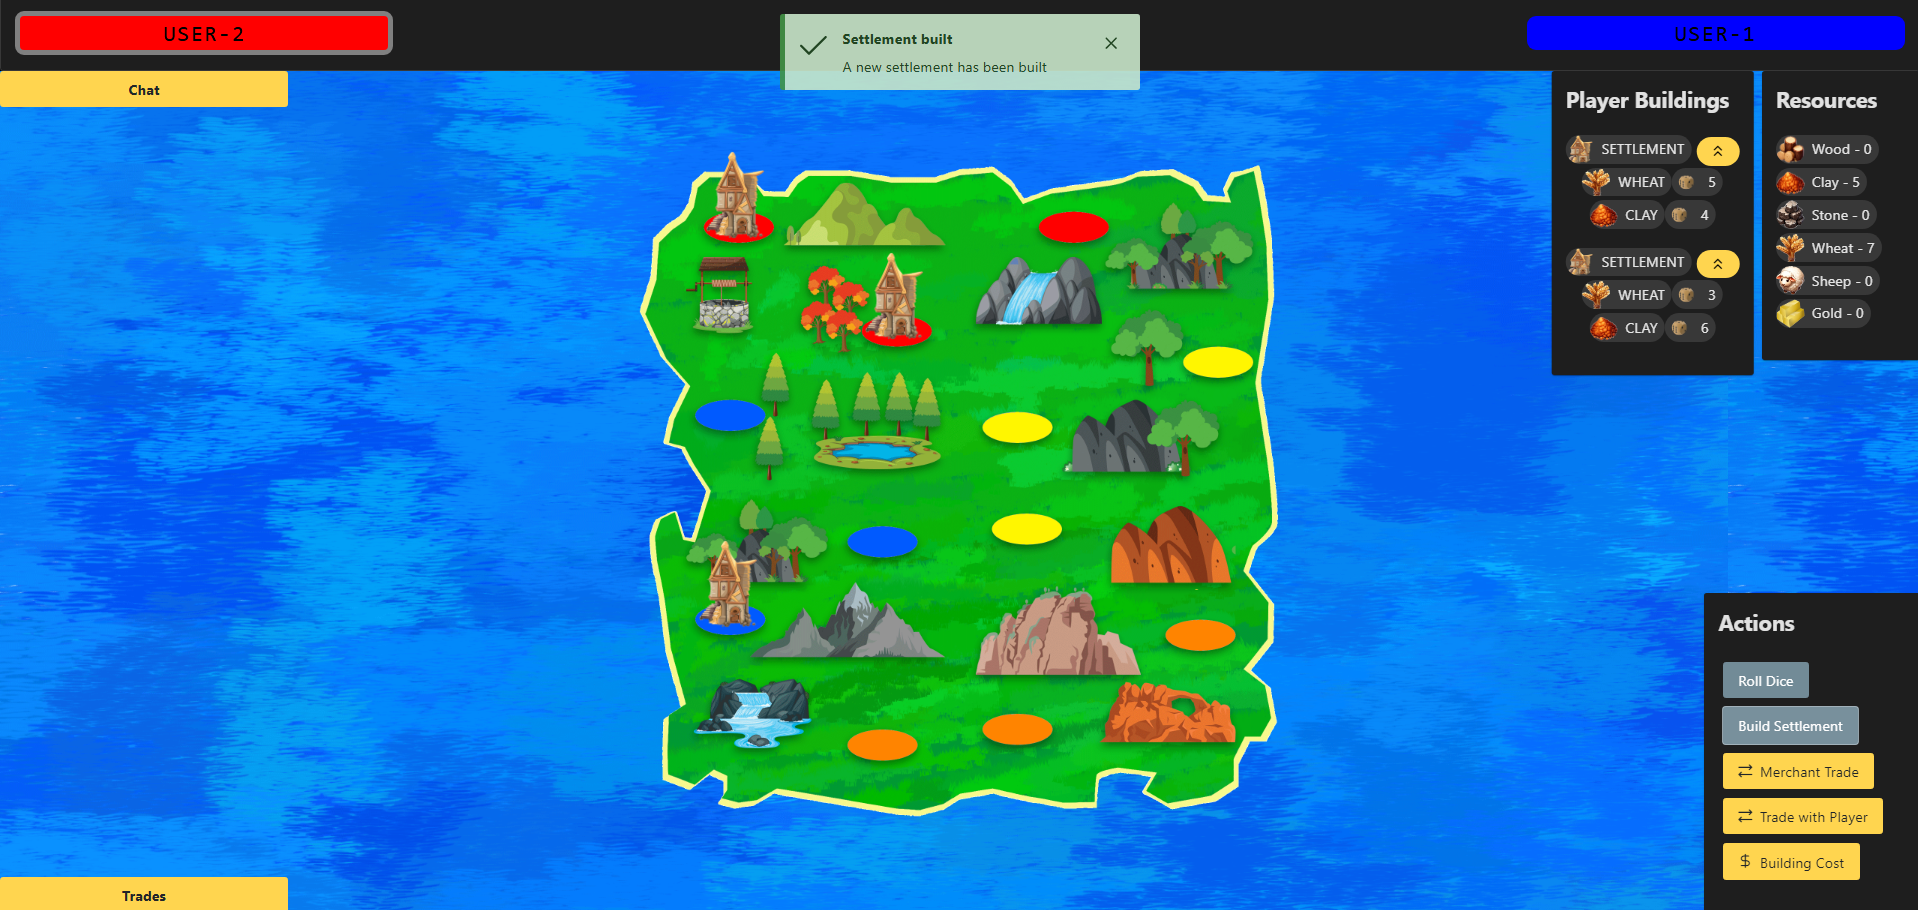 USER-2
Settlement built
A new settlement has been built
USER-1
Chat
Player Buildings
SETTLEMENT
WHEAT 5
CLAY 4
SETTLEMENT
WHEAT 3
CLAY 6
Resources
Wood - 0
Clay - 5
Stone - 0
Wheat - 7
Sheep - 0
Gold - 0
Actions
Roll Dice
Build Settlement
Merchant Trade
Trade with Player
$ Building Cost
Trades